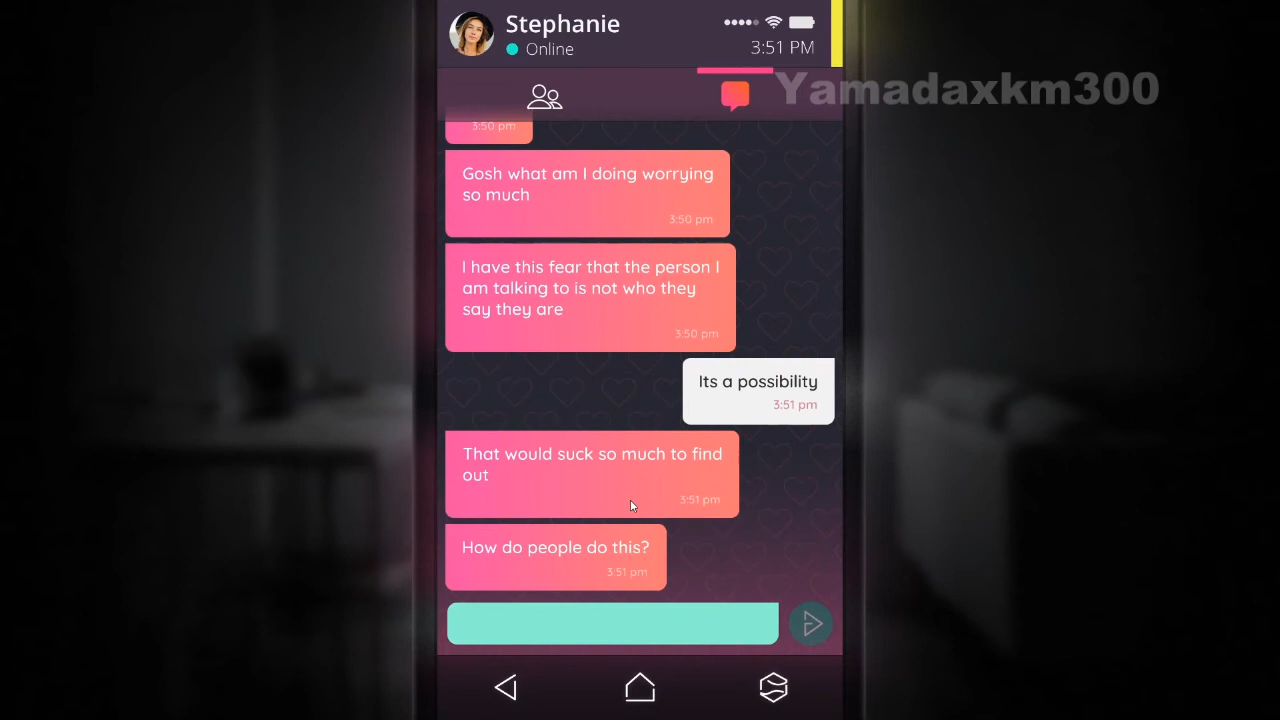 Stephanie
Online
3:51 PM
Yamadaxkm300
3:50 pm
Gosh what am I doing worrying
so much
3:50 pm
I have this fear that the person I
am talking to is not who they
say they are
3:50 pm
Its a possibility
3:51 pm
That would suck so much to find
out
3:51 pm
How do people do this?
3:51 pm